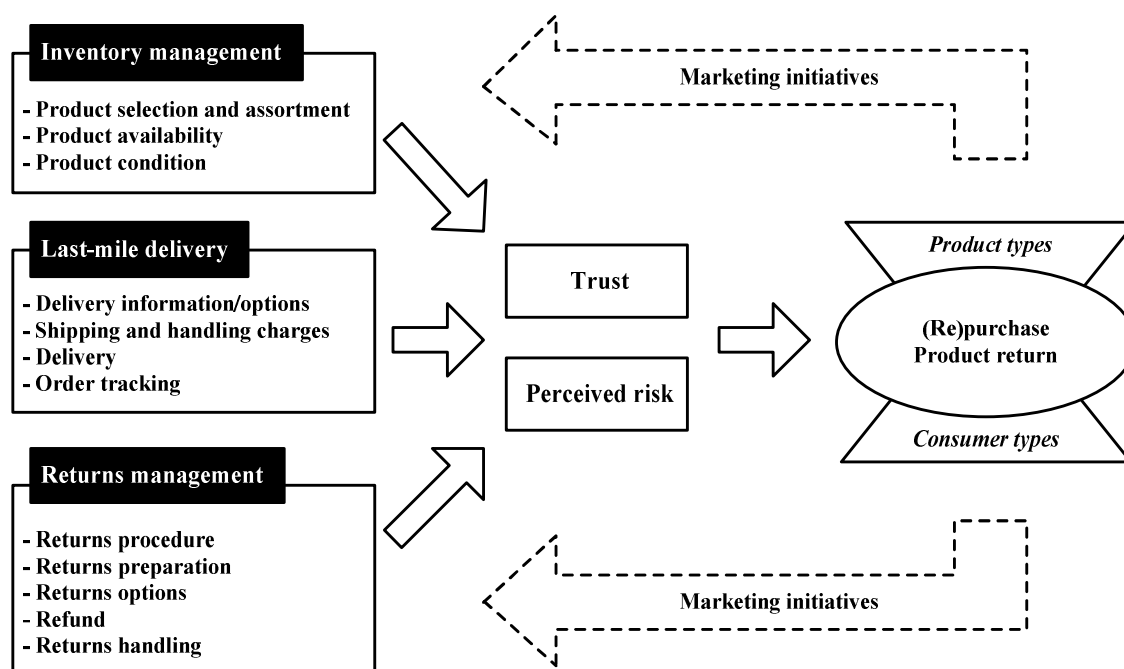 Inventory management
- Product selection and assortment
- Product availability
- Product condition
Last-mile delivery
- Delivery information/options
- Shipping and handling charges
- Delivery
- Order tracking
Returns management
- Returns procedure
- Returns preparation
- Returns options
- Refund
- Returns handling
Trust
Perceived risk
Marketing initiatives
Product types
(Re)purchase
Product return
Consumer types
Marketing initiatives